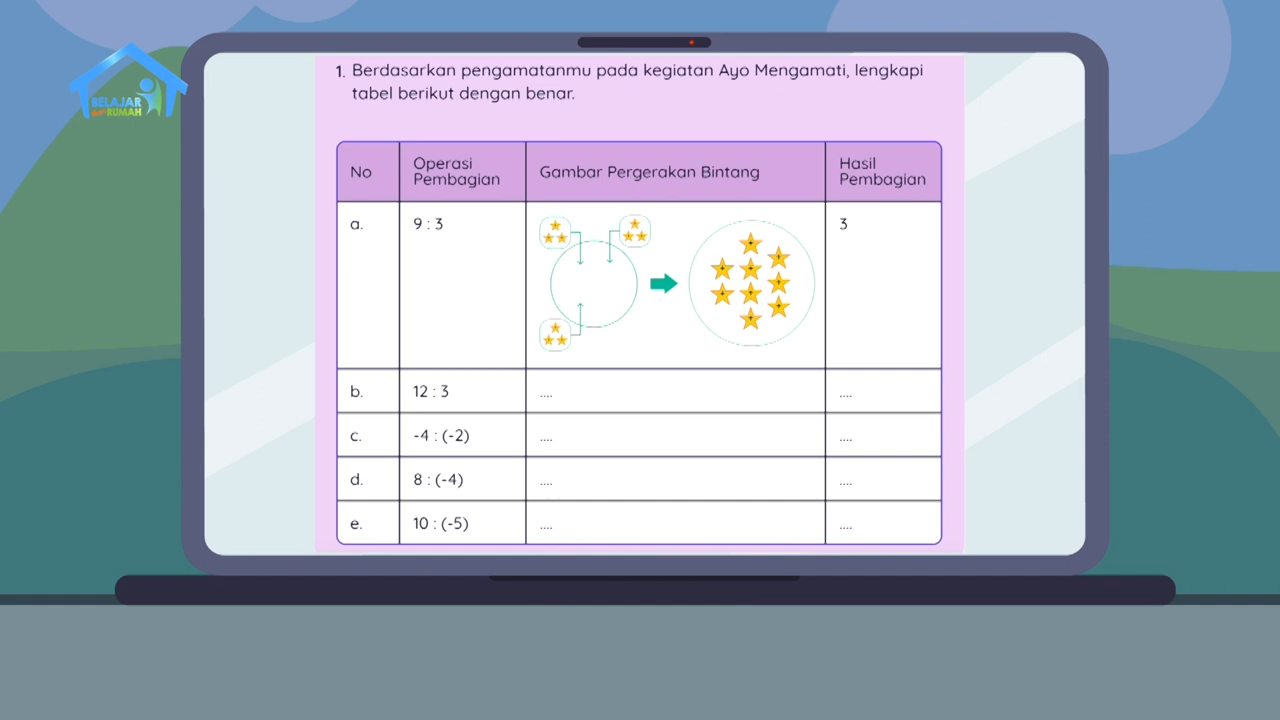 BELAJAR
dari RUMAH
1. Berdasarkan pengamatanmu pada kegiatan Ayo Mengamati, lengkapi
tabel berikut dengan benar.
No
Operasi
Pembagian
Gambar Pergerakan Bintang
Hasil
Pembagian
a.
9 : 3
3
b.
12 : 3
....
....
c.
-4 : (-2)
....
....
d.
8 : (-4)
....
....
e.
10 : (-5)
....
....